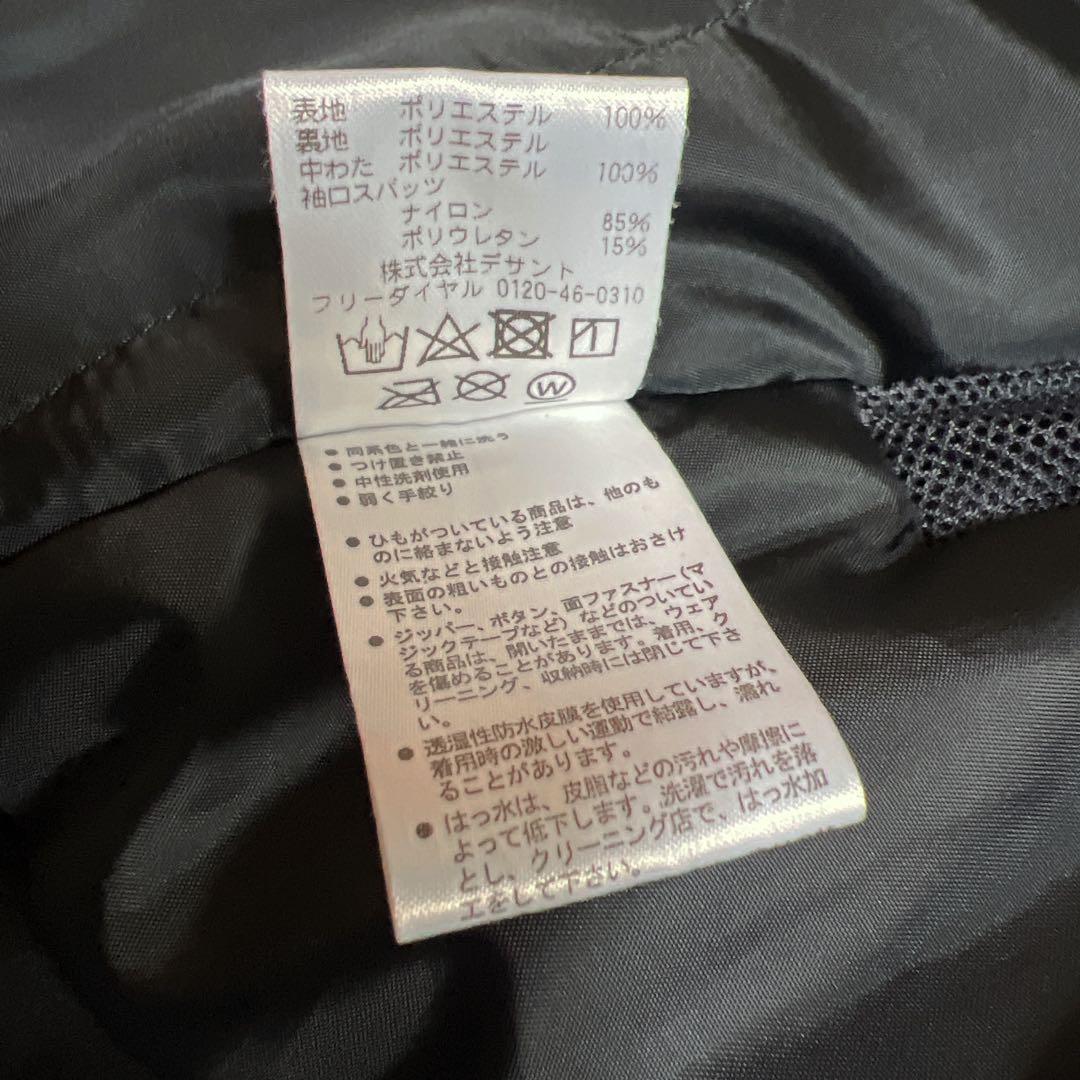 表地 ポリエステル 100%
裏地 ポリエステル
中わた ポリエステル 100%
袖口スパッツ
ナイロン 85%
ポリウレタン 15%
株式会社デサント
フリーダイヤル 0120-46-0310
W
● 同系色と一緒に洗う
● つけ置き禁止
● 中性洗剤使用
● 弱く手絞り
● ひもがついている商品は、他のも
のに絡まないよう注意
● 火気などと接触注意
● 表面の粗いものとの接触はおさけ
下さい。
● ジッパー、ボタン、面ファスナー(マ
ジックテープなど)などのついてい
る商品は、開いたままでは、ウェア
を傷めることがあります。着用、ク
リーニング、収納時には閉じて下さ
い。
● 透湿性防水皮膜を使用していますが、
着用時の激しい運動で結露し、濡れ
ることがあります。
● はっ水は、皮脂などの汚れや摩擦に
よって低下します。洗濯で汚れを落
とし、クリーニング店で、はっ水加
工をして下さい。